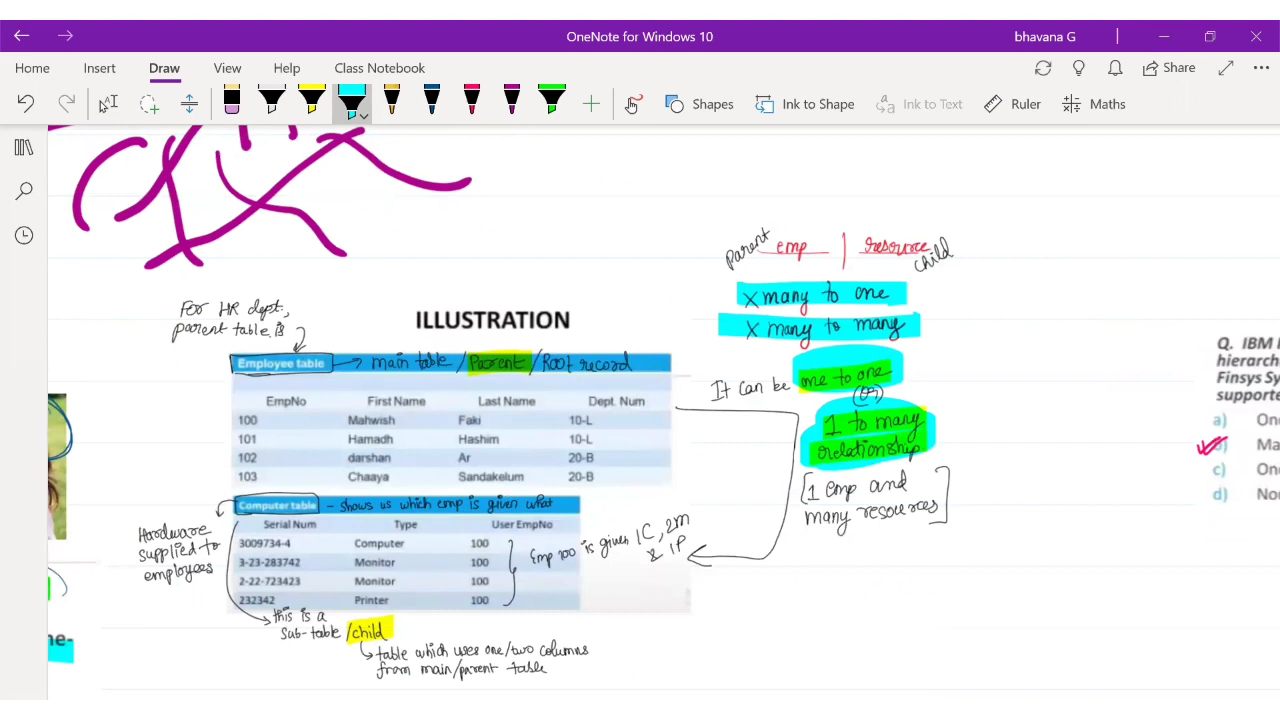 OneNote for Windows 10
bhavana G
Home Insert Draw View Help Class Notebook
Share
Shapes
Ink to Shape
Ink to Text
Ruler
Maths
parent emp | resource child
x many to one
x many to many
It can be one to one
(or)
1 to many
relationship
[1 emp and
many resources]
For HR dept,
parent table is
ILLUSTRATION
Employee table → main table / Parent / Root record
EmpNo First Name Last Name Dept. Num
100 Mahwish Faki 10-L
101 Hamadh Hashim 10-L
102 darshan Ar 20-B
103 Chaaya Sandakelum 20-B
Computer table - shows us which emp is given what
Serial Num Type User EmpNo
3009734-4 Computer 100
3-23-283742 Monitor 100
2-22-723423 Monitor 100
232342 Printer 100
Emp 100 is given 1C, 2M
& 1P
Hardware
supplied to
employees
this is a
sub-table/child
table which uses one/two columns
from main/parent table
Q. IBM
hierarch
Finsys Sy
supporte
a) On
b) Ma
c) On
d) No
ne-